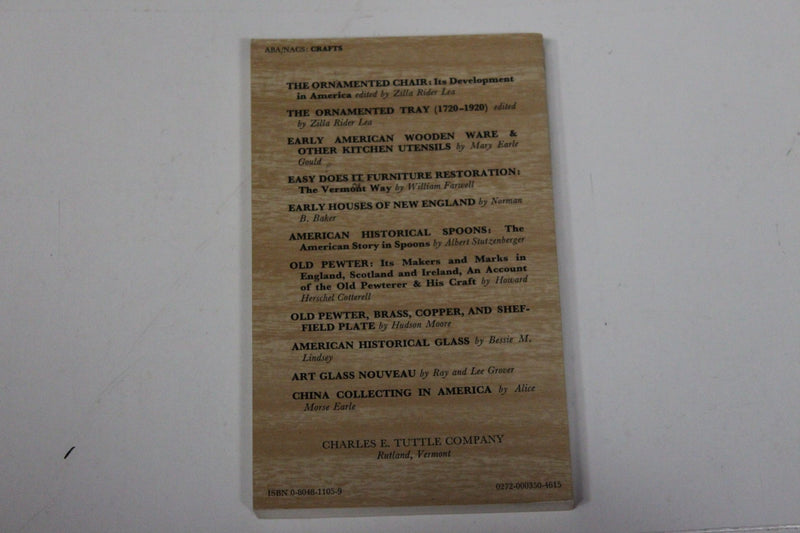 ABA/NACS: CRAFTS
THE ORNAMENTED CHAIR: Its Development
in America edited by Zilla Rider Lea
THE ORNAMENTED TRAY (1720-1920) edited
by Zilla Rider Lea
EARLY AMERICAN WOODEN WARE &
OTHER KITCHEN UTENSILS by Mary Earle
Gould
EASY DOES IT FURNITURE RESTORATION:
The Vermont Way by William Farwell
EARLY HOUSES OF NEW ENGLAND by Norman
B. Baker
AMERICAN HISTORICAL SPOONS: The
American Story in Spoons by Albert Stutzenberger
OLD PEWTER: Its Makers and Marks in
England, Scotland and Ireland, An Account
of the Old Pewterer & His Craft by Howard
Herschel Cotterell
OLD PEWTER, BRASS, COPPER, AND SHEF-
FIELD PLATE by Hudson Moore
AMERICAN HISTORICAL GLASS by Bessie M.
Lindsey
ART GLASS NOUVEAU by Ray and Lee Grover
CHINA COLLECTING IN AMERICA by Alice
Morse Earle
CHARLES E. TUTTLE COMPANY
Rutland, Vermont
ISBN 0-8048-1105-9
0272-000350-4615